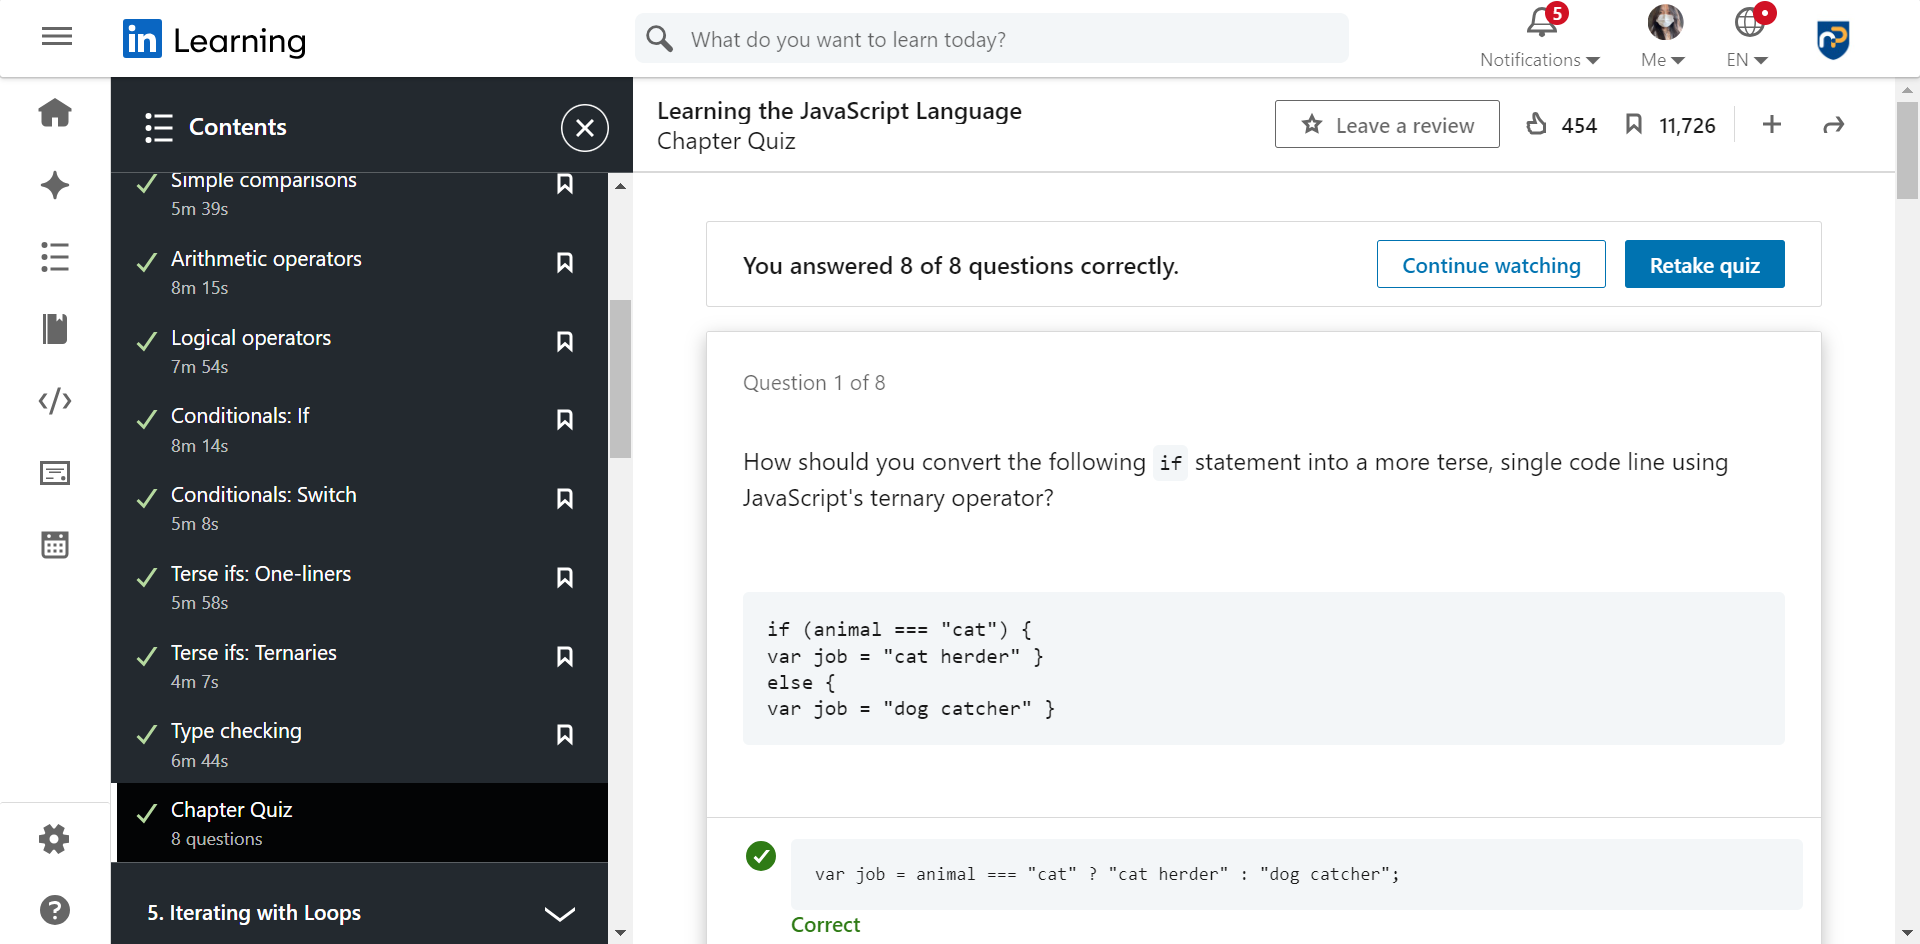 in Learning
What do you want to learn today?
5
Notifications
Me
EN
Contents
Simple comparisons
5m 39s
Arithmetic operators
8m 15s
Logical operators
7m 54s
Conditionals: If
8m 14s
Conditionals: Switch
5m 8s
Terse ifs: One-liners
5m 58s
Terse ifs: Ternaries
4m 7s
Type checking
6m 44s
Chapter Quiz
8 questions
5. Iterating with Loops
Learning the JavaScript Language
Chapter Quiz
Leave a review
454
11,726
You answered 8 of 8 questions correctly.
Continue watching
Retake quiz
Question 1 of 8
How should you convert the following if statement into a more terse, single code line using
JavaScript's ternary operator?
if (animal === "cat") {
var job = "cat herder" }
else {
var job = "dog catcher" }
var job = animal === "cat" ? "cat herder" : "dog catcher";
Correct